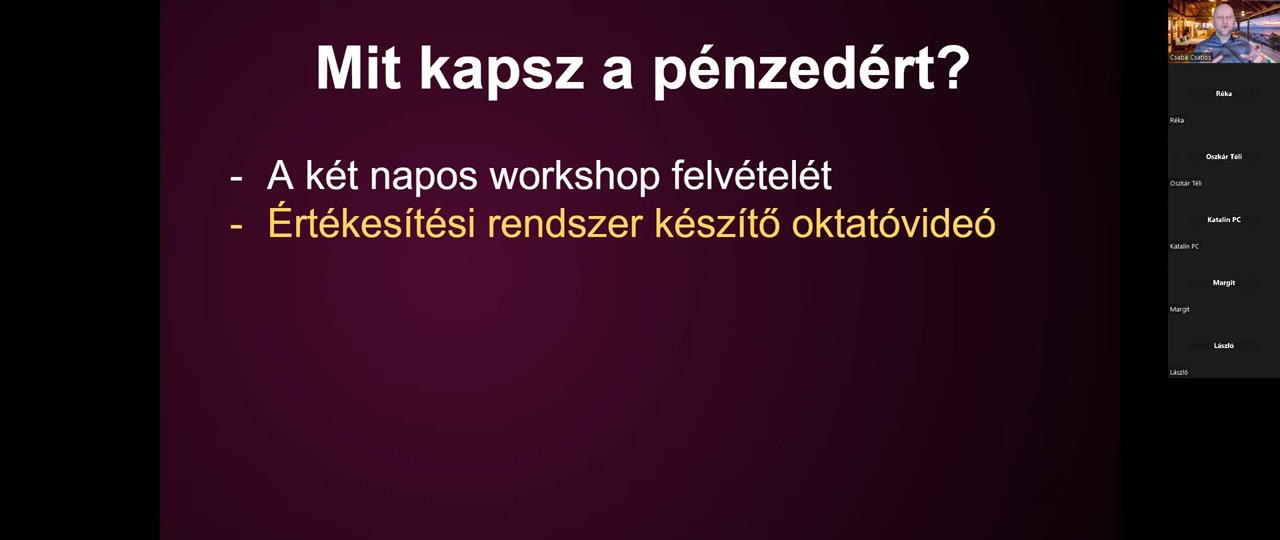 Mit kapsz a pénzedért?
- A két napos workshop felvételét
- Értékesítési rendszer készítő oktatóvideó
Csaba Csatlós
Réka
Réka
Oszkár Téli
Oszkár Téli
Katalin PC
Katalin PC
Margit
Margit
László
László